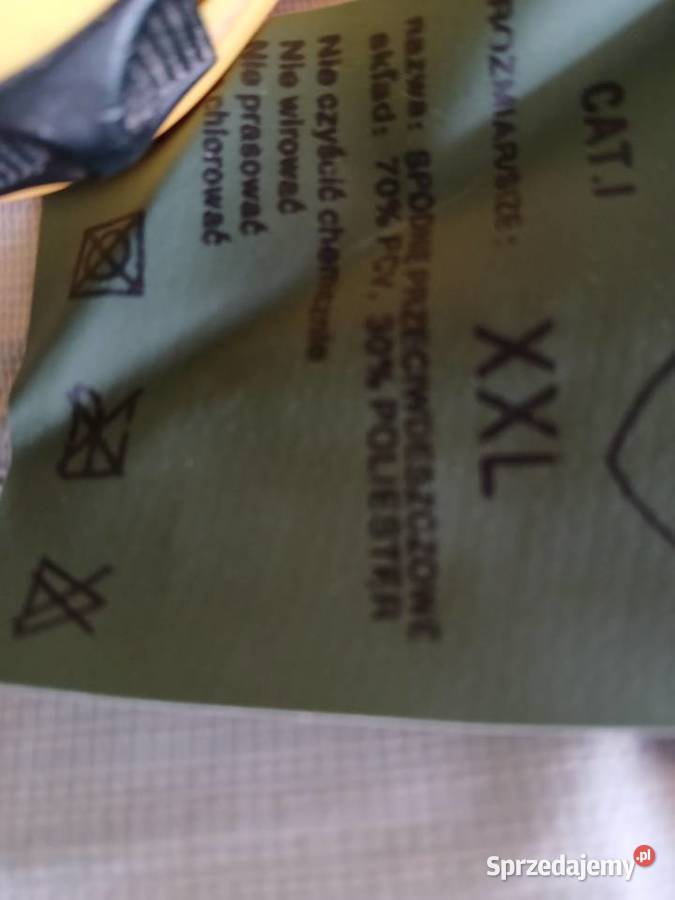 CAT.I
ROZMIAR/SIZE: XXL
nazwa: SPODNIE PRZECIWDESZCZOWE
skład: 70% PCV, 30% POLIESTER
Nie czyścić chemicznie
Nie wirować
Nie prasować
chlorować
Sprzedajemy.pl